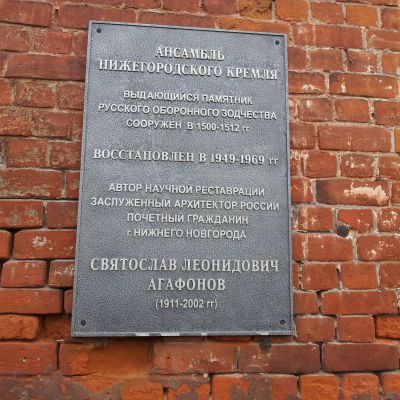 АНСАМБЛЬ
НИЖЕГОРОДСКОГО КРЕМЛЯ
ВЫДАЮЩИЙСЯ ПАМЯТНИК
РУССКОГО ОБОРОННОГО ЗОДЧЕСТВА
СООРУЖЕН В 1500-1512 гг
ВОССТАНОВЛЕН В 1949-1969 гг
АВТОР НАУЧНОЙ РЕСТАВРАЦИИ
ЗАСЛУЖЕННЫЙ АРХИТЕКТОР РОССИИ
ПОЧЕТНЫЙ ГРАЖДАНИН
г НИЖНЕГО НОВГОРОДА
СВЯТОСЛАВ ЛЕОНИДОВИЧ
АГАФОНОВ
(1911-2002 гг)